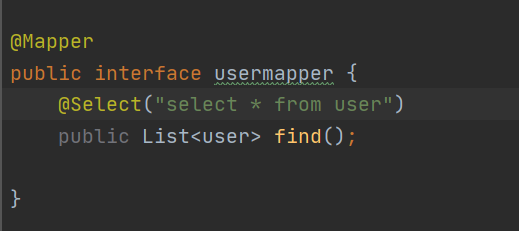 @Mapper
public interface usermapper {
@Select("select * from user")
public List<user> find();
}